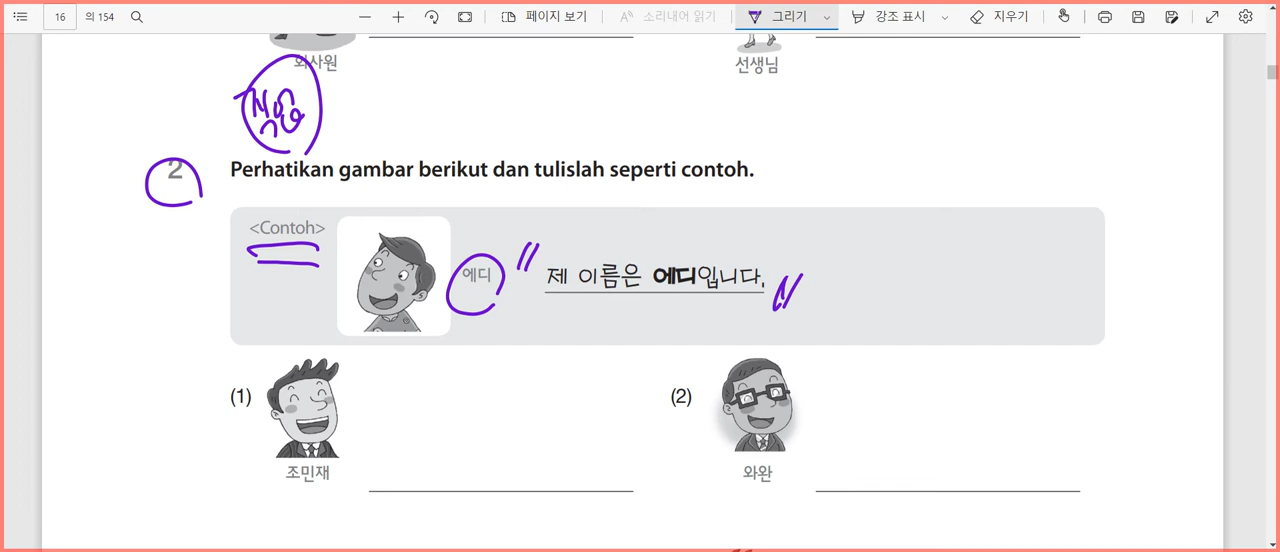 16 의 154 페이지 보기 소리내어 읽기 그리기 강조 표시 지우기
회사원 선생님
2 Perhatikan gambar berikut dan tulislah seperti contoh.
<Contoh>
에디 " 제 이름은 에디입니다. "
(1) (2)
조민재 와완